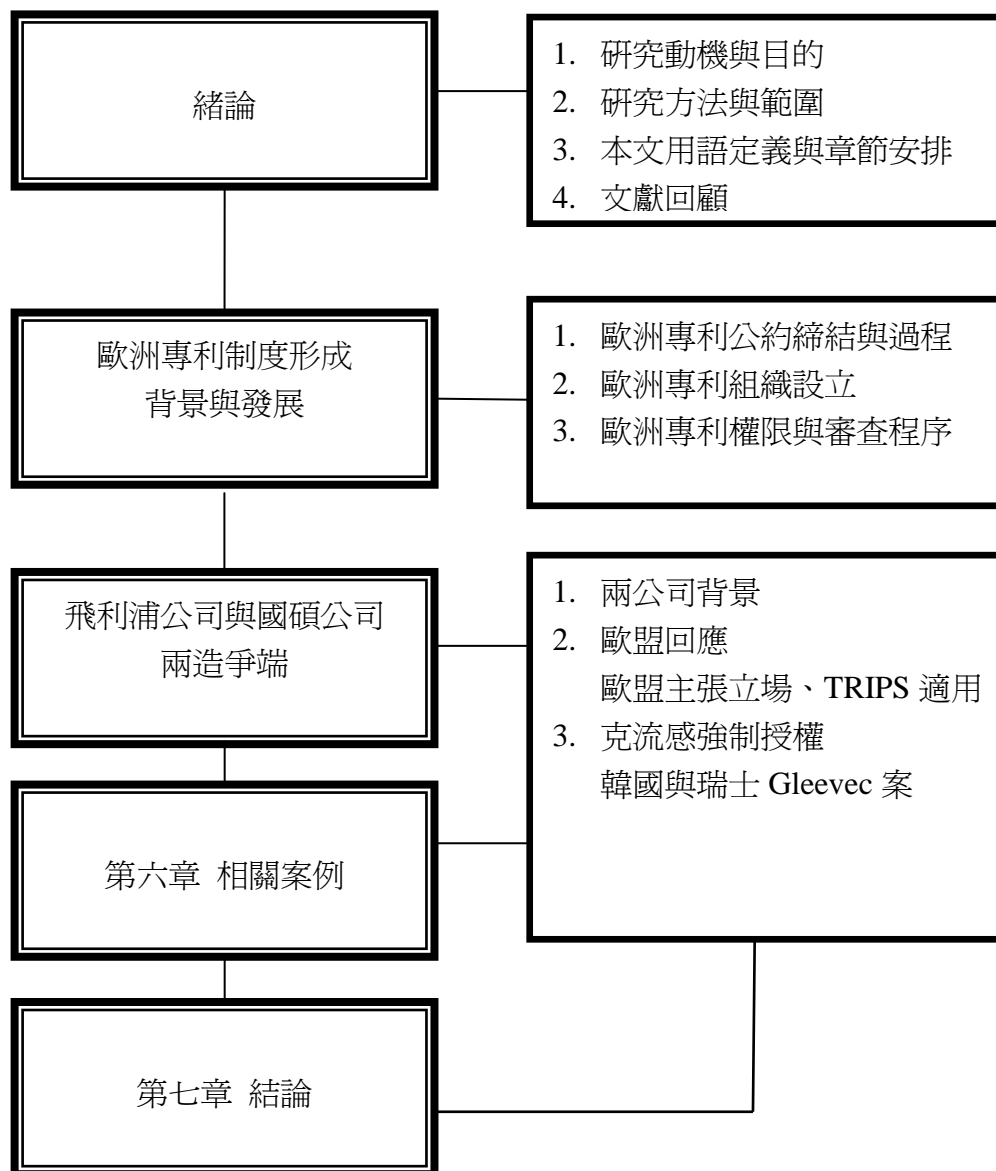 緒論
1. 研究動機與目的
2. 研究方法與範圍
3. 本文用語定義與章節安排
4. 文獻回顧
歐洲專利制度形成
背景與發展
1. 歐洲專利公約締結與過程
2. 歐洲專利組織設立
3. 歐洲專利權限與審查程序
飛利浦公司與國碩公司
兩造爭端
1. 兩公司背景
2. 歐盟回應
歐盟主張立場、TRIPS 適用
3. 克流感強制授權
韓國與瑞士 Gleevec 案
第六章 相關案例
第七章 結論